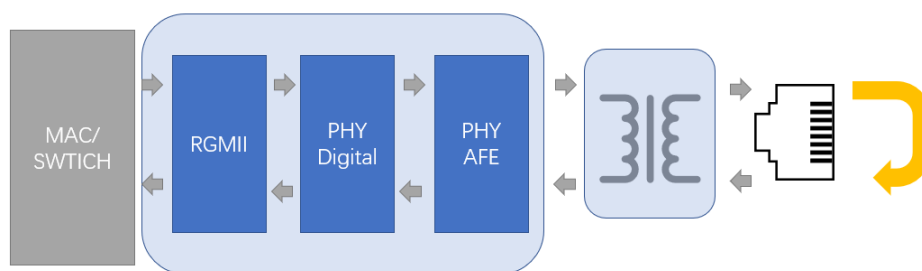 MAC/
SWTICH
RGMII
PHY
Digital
PHY
AFE